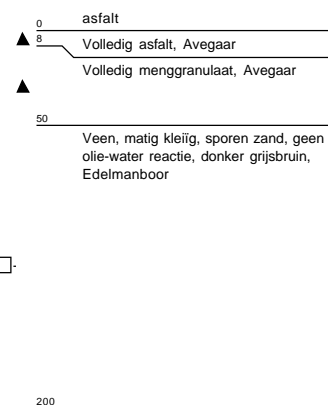 0 asfalt
8 Volledig asfalt, Avegaar
Volledig menggranulaat, Avegaar
50
Veen, matig kleiïg, sporen zand, geen
olie-water reactie, donker grijsbruin,
Edelmanboor
200